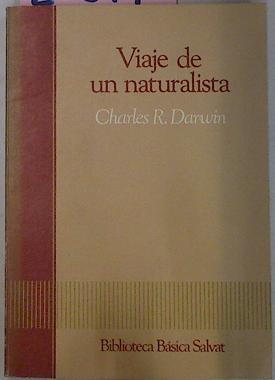 Viaje de
un naturalista
Charles R. Darwin
Biblioteca Básica Salvat